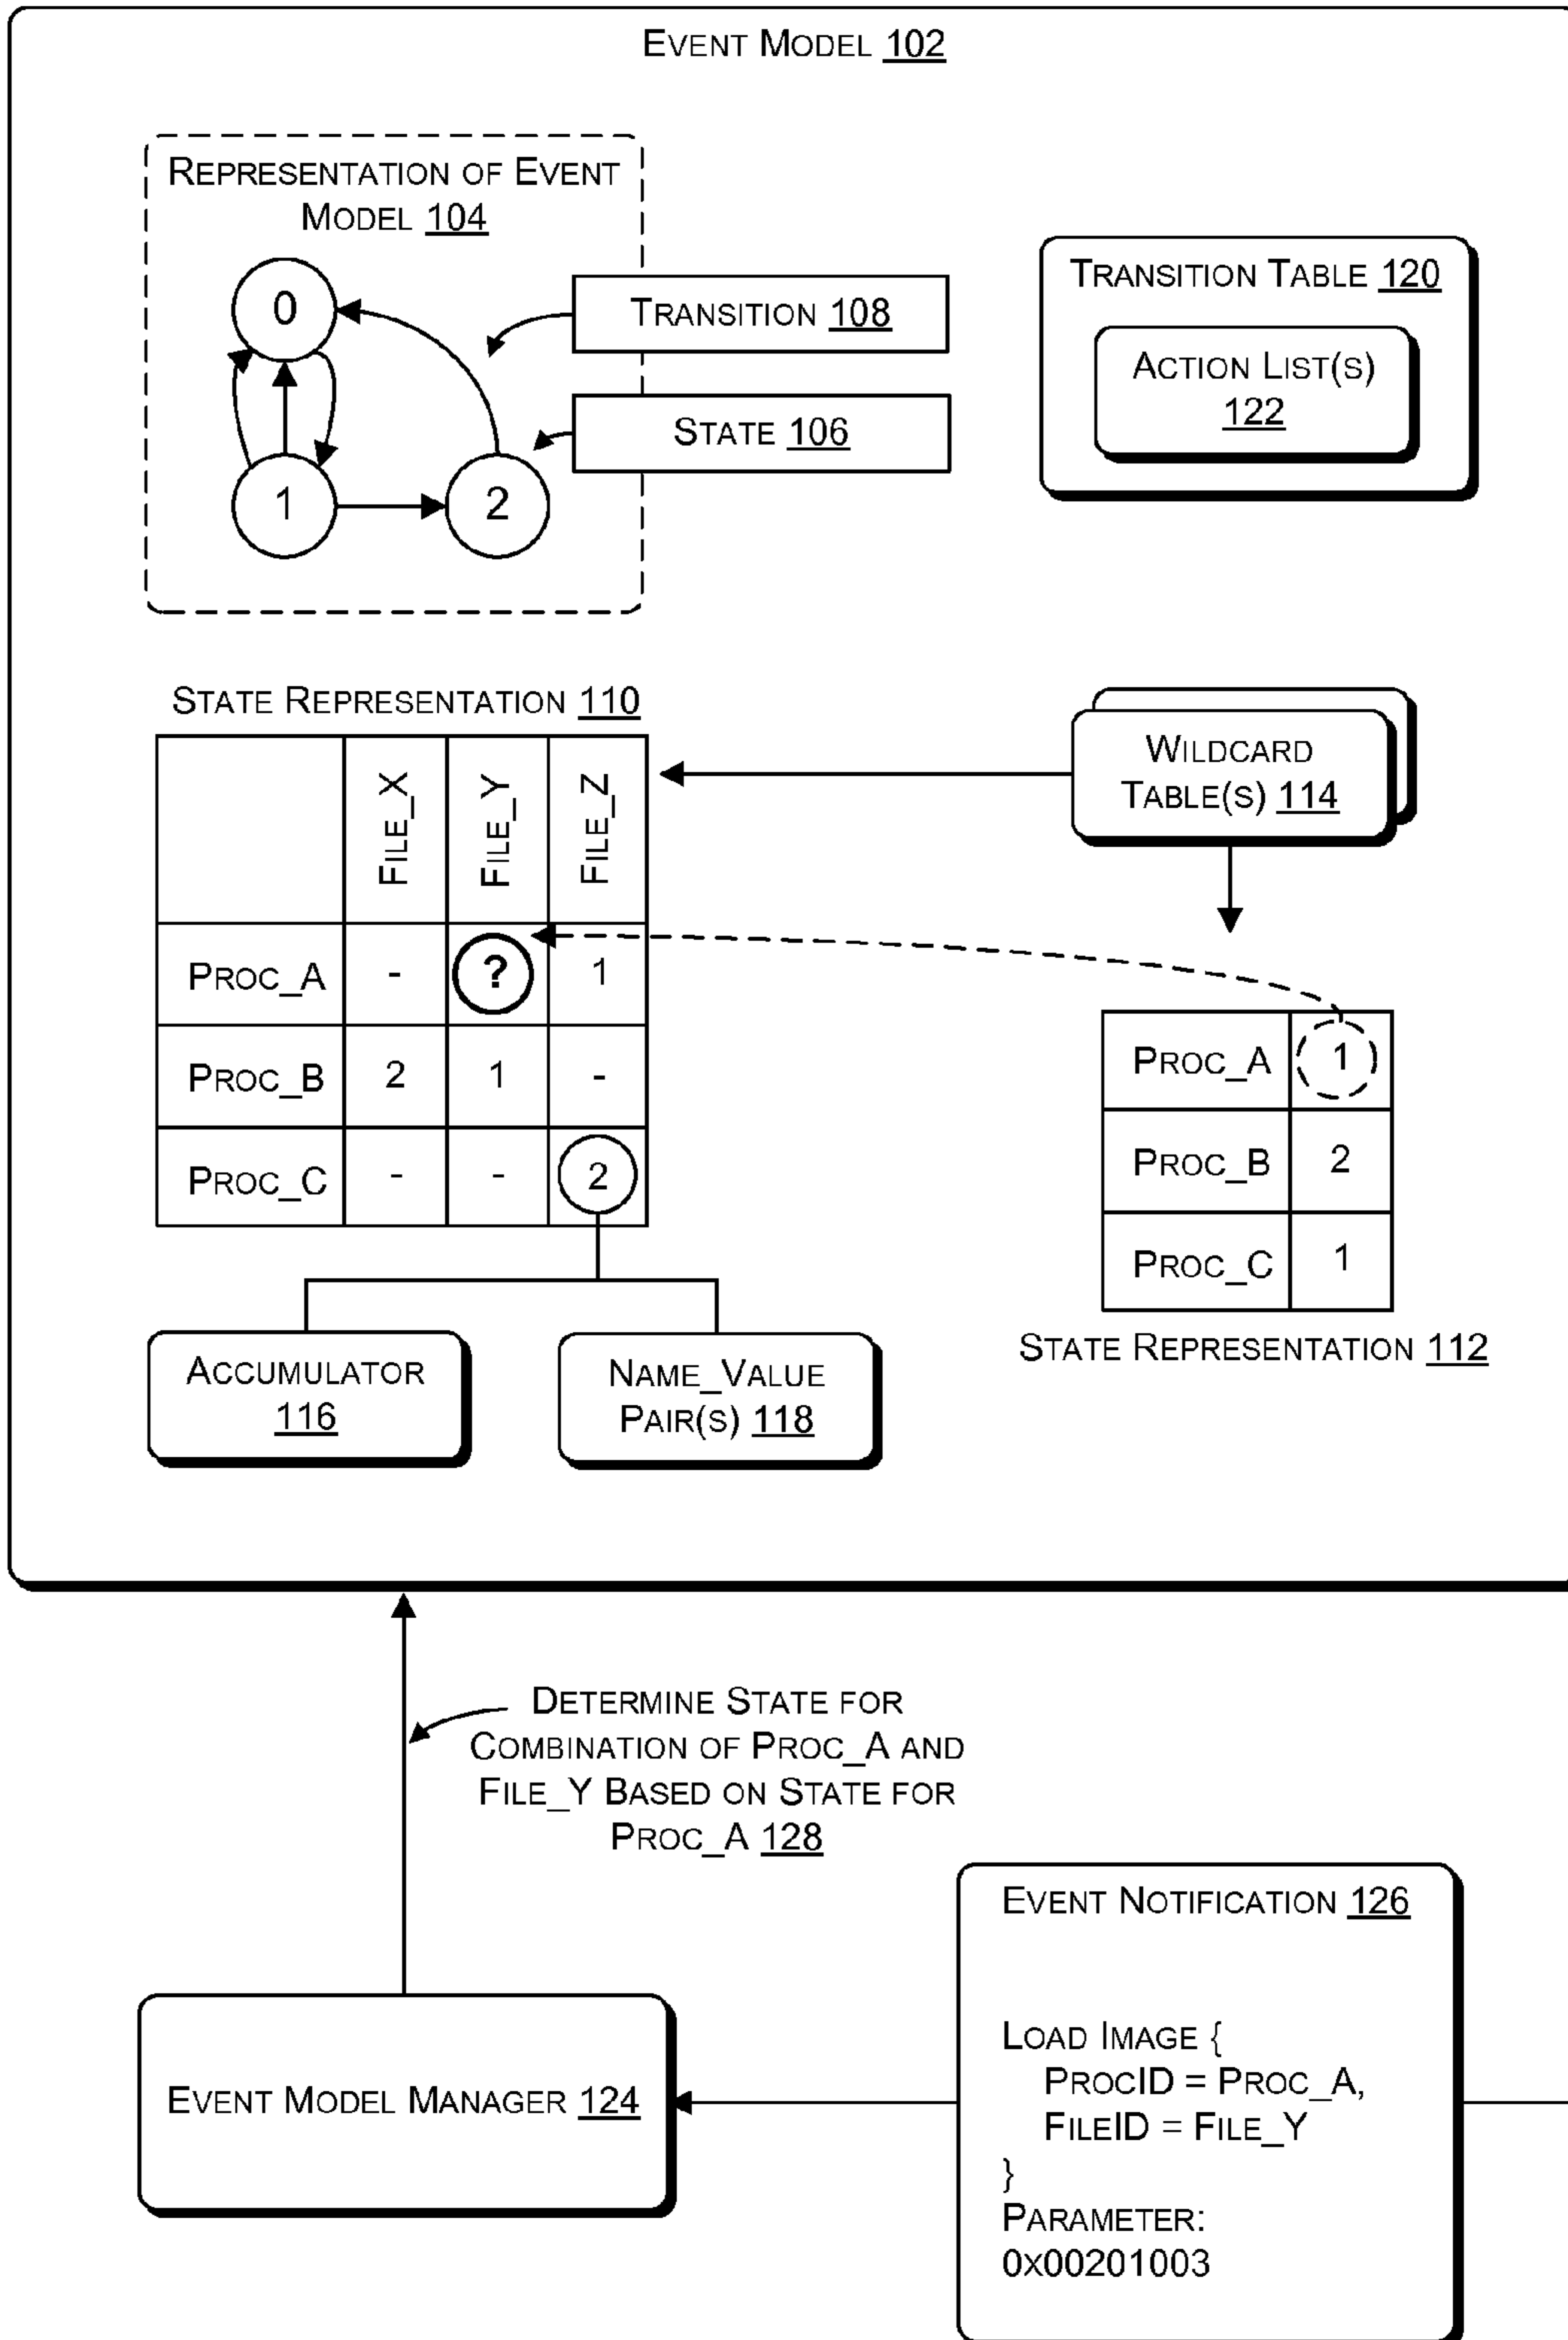 Event Model 102
Representation of Event
Model 104
0
1
2
Transition 108
State 106
Transition Table 120
Action List(s)
122
State Representation 110
File_X
File_Y
File_Z
Proc_A - ? 1
Proc_B 2 1 -
Proc_C - - 2
Wildcard
Table(s) 114
Proc_A 1
Proc_B 2
Proc_C 1
State Representation 112
Accumulator
116
Name_Value
Pair(s) 118
Determine State for
Combination of Proc_A and
File_Y Based on State for
Proc_A 128
Event Model Manager 124
Event Notification 126
Load Image {
ProcID = Proc_A,
FileID = File_Y
}
Parameter:
0x00201003